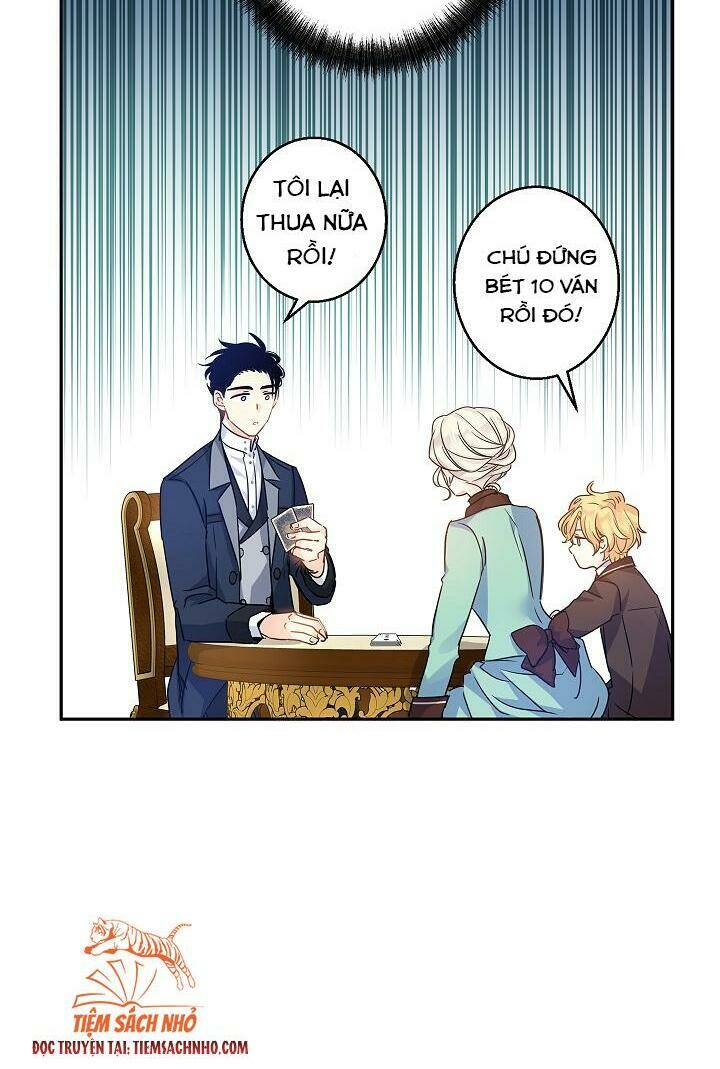 TÔI LẠI
THUA NỮA
RỒI!
CHÚ ĐỨNG
BÉT 10 VÁN
RỒI ĐÓ!
TIỆM SÁCH NHỎ
ĐỌC TRUYỆN TẠI: TIEMSACHNHO.COM